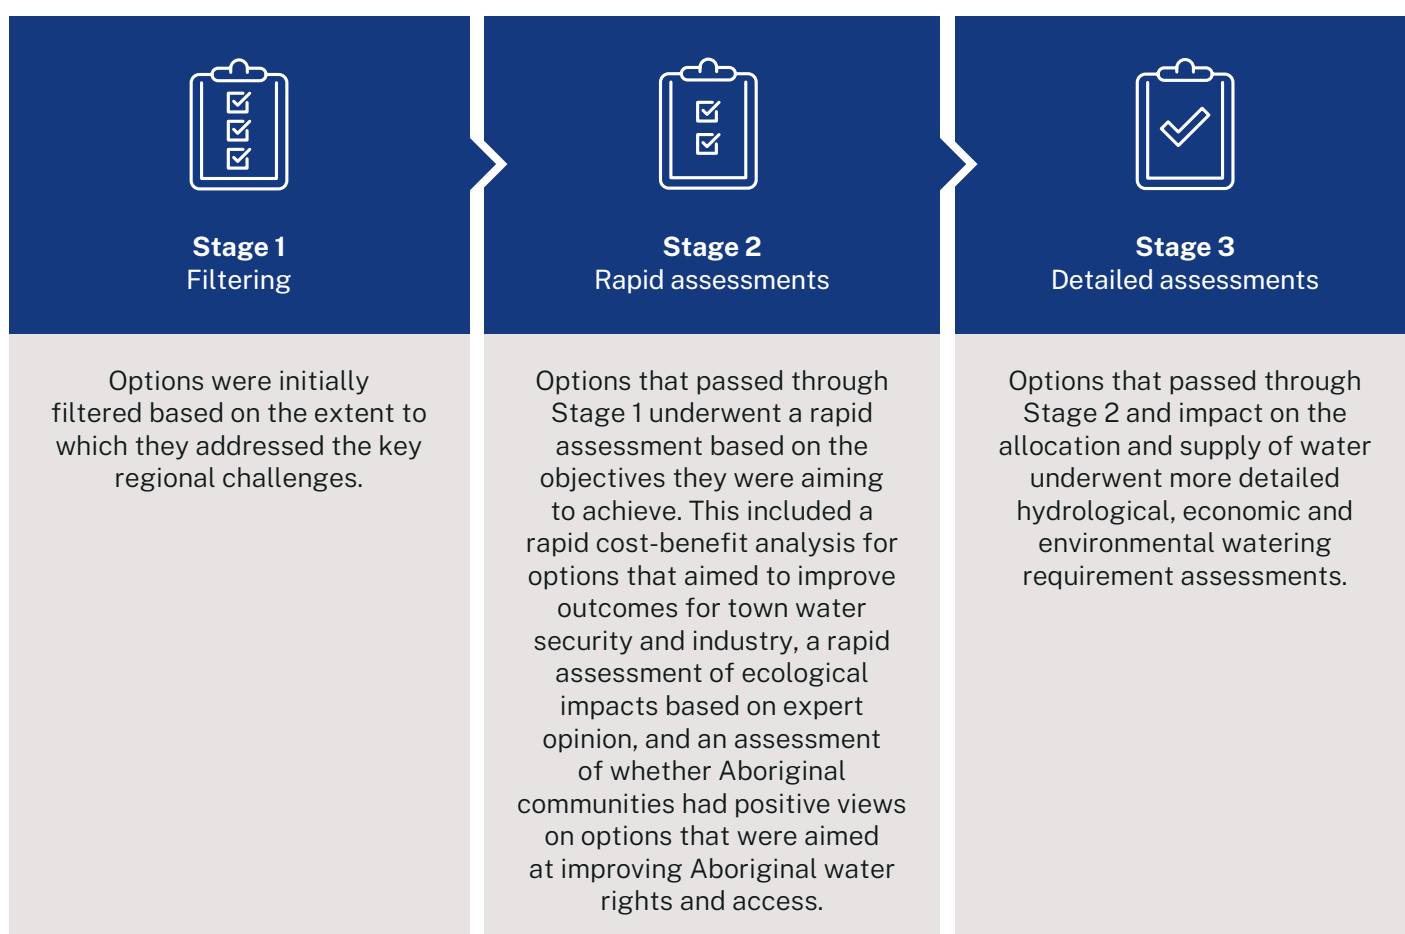 Stage 1
Filtering
Options were initially
filtered based on the extent to
which they addressed the key
regional challenges.
Stage 2
Rapid assessments
Options that passed through
Stage 1 underwent a rapid
assessment based on the
objectives they were aiming
to achieve. This included a
rapid cost-benefit analysis for
options that aimed to improve
outcomes for town water
security and industry, a rapid
assessment of ecological
impacts based on expert
opinion, and an assessment
of whether Aboriginal
communities had positive views
on options that were aimed
at improving Aboriginal water
rights and access.
Stage 3
Detailed assessments
Options that passed through
Stage 2 and impact on the
allocation and supply of water
underwent more detailed
hydrological, economic and
environmental watering
requirement assessments.